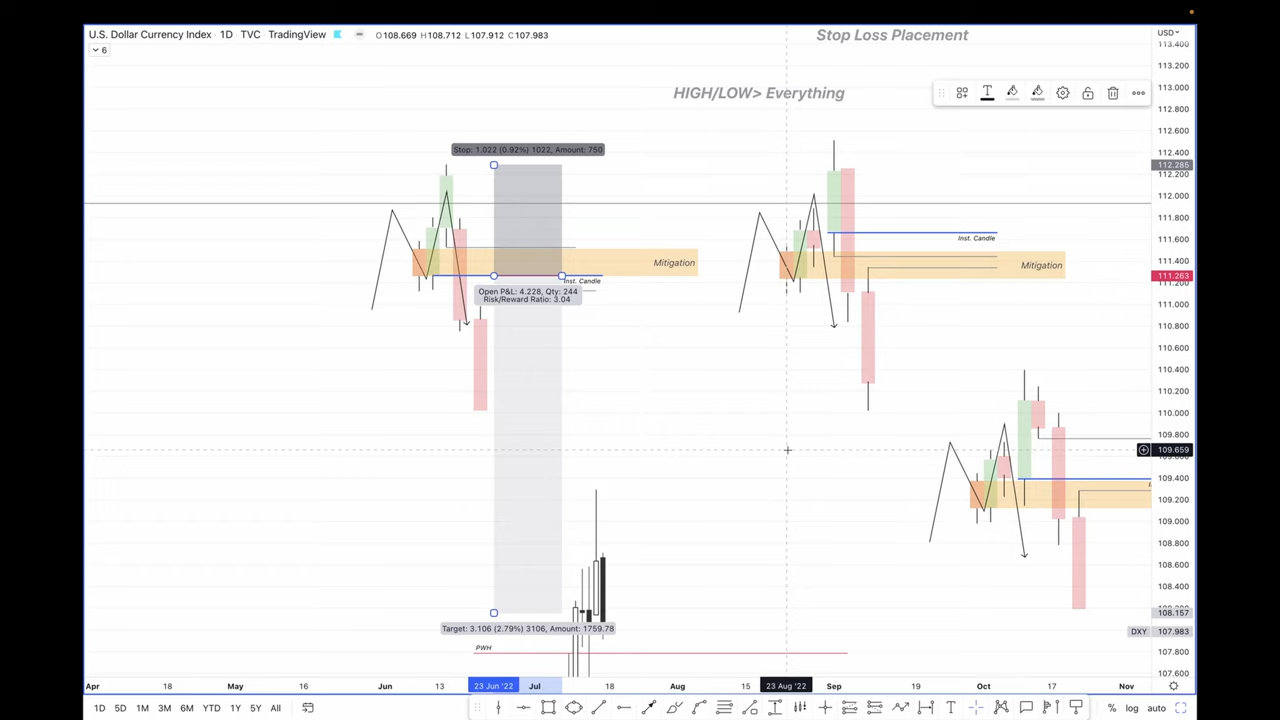 U.S. Dollar Currency Index · 1D · TVC · TradingView
O108.669 H108.712 L107.912 C107.983
6
Stop Loss Placement
HIGH/LOW> Everything
USD
113.400
113.200
113.000
112.800
112.600
112.400
112.285
112.200
112.000
111.800
111.600
111.400
111.263
111.200
111.000
110.800
110.600
110.400
110.200
110.000
109.800
109.659
109.400
109.200
109.000
108.800
108.600
108.400
108.157
DXY 107.983
107.800
107.600
Stop: 1.022 (0.92%) 1022, Amount: 750
Mitigation
Inst. Candle
Open P&L: 4.228, Qty: 244
Risk/Reward Ratio: 3.04
Inst. Candle
Mitigation
Target: 3.106 (2.79%) 3106, Amount: 1759.78
PWH
Apr 18 May 16 Jun 13 23 Jun '22 Jul 18 Aug 15 23 Aug '22 Sep 19 Oct 17 Nov
1D 5D 1M 3M 6M YTD 1Y 5Y All
% log auto